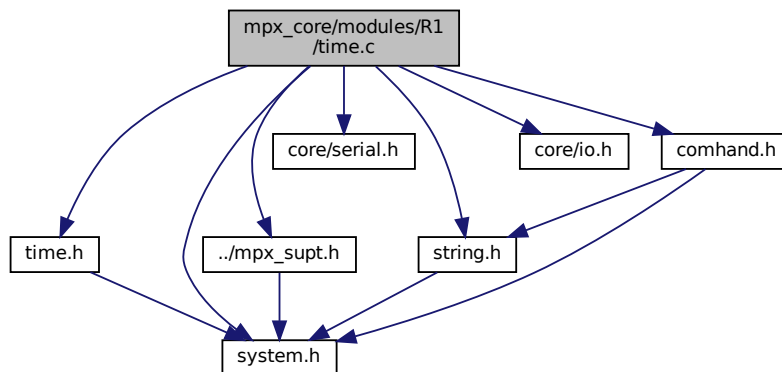 mpx_core/modules/R1
/time.c
core/serial.h
core/io.h
comhand.h
time.h
../mpx_supt.h
string.h
system.h